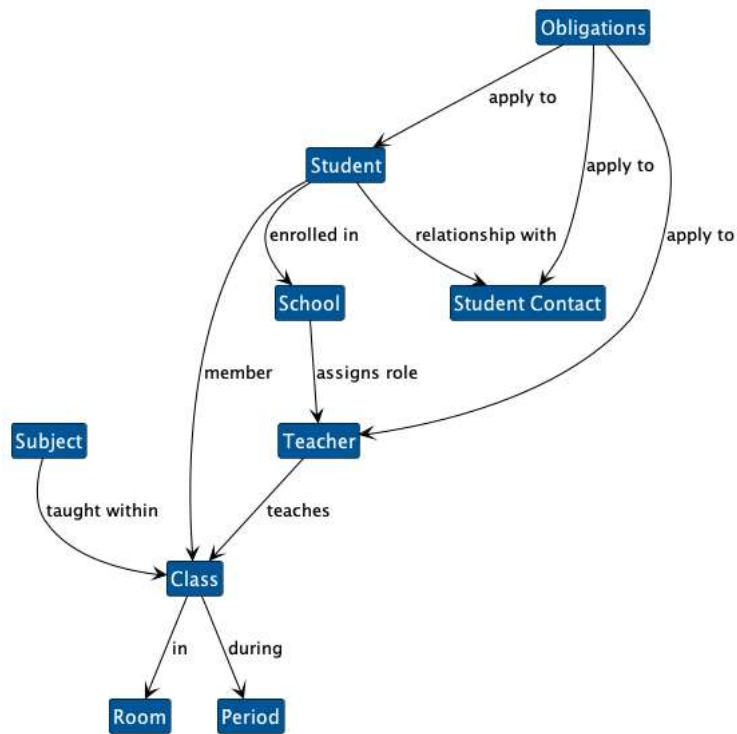 Obligations
apply to
Student
apply to
enrolled in
relationship with
apply to
School
Student Contact
member
assigns role
Subject
Teacher
taught within
teaches
Class
in
during
Room
Period